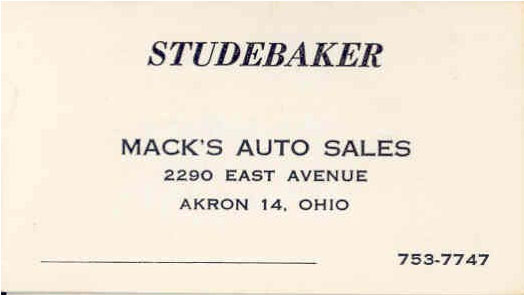 STUDEBAKER
MACK'S AUTO SALES
2290 EAST AVENUE
AKRON 14, OHIO
753-7747